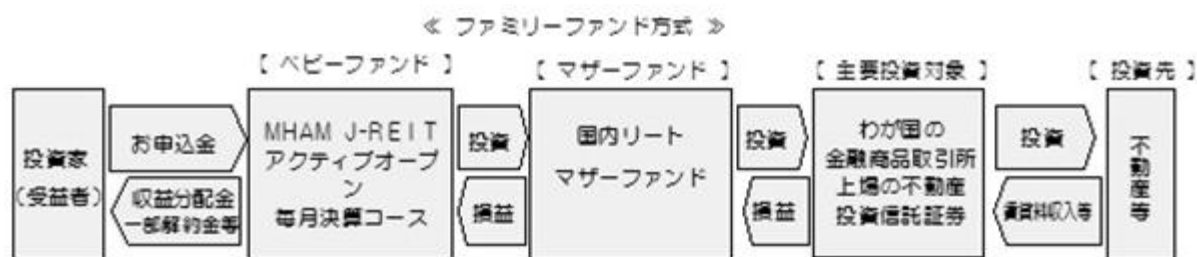 ≪ ファミリーファンド方式 ≫
【 ベビーファンド 】
【 マザーファンド 】
【 主要投資対象 】
【 投資先 】
投資家
（受益者）
お申込金
収益分配金
一部解約金等
MHAM J-REIT
アクティブオープ
ン
毎月決算コース
投資
損益
国内リート
マザーファンド
投資
損益
わが国の
金融商品取引所
上場の不動産
投資信託証券
投資
賃貸料収入等
不動産等